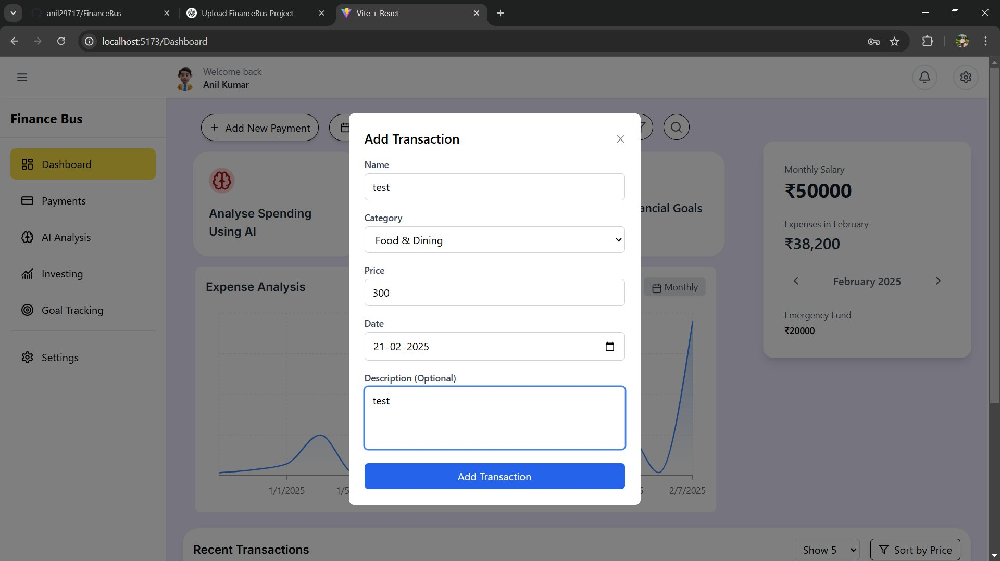 anil29717/FinanceBus
Upload FinanceBus Project
Vite + React
localhost:5173/Dashboard
Welcome back
Anil Kumar
Finance Bus
Dashboard
Payments
AI Analysis
Investing
Goal Tracking
Settings
+ Add New Payment
Analyse Spending
Using AI
ancial Goals
Expense Analysis
Monthly
1/1/2025
1/5
5
2/7/2025
Add Transaction
Name
test
Category
Food & Dining
Price
300
Date
21-02-2025
Description (Optional)
test
Add Transaction
Monthly Salary
₹50000
Expenses in February
₹38,200
February 2025
Emergency Fund
₹20000
Recent Transactions
Show 5
Sort by Price